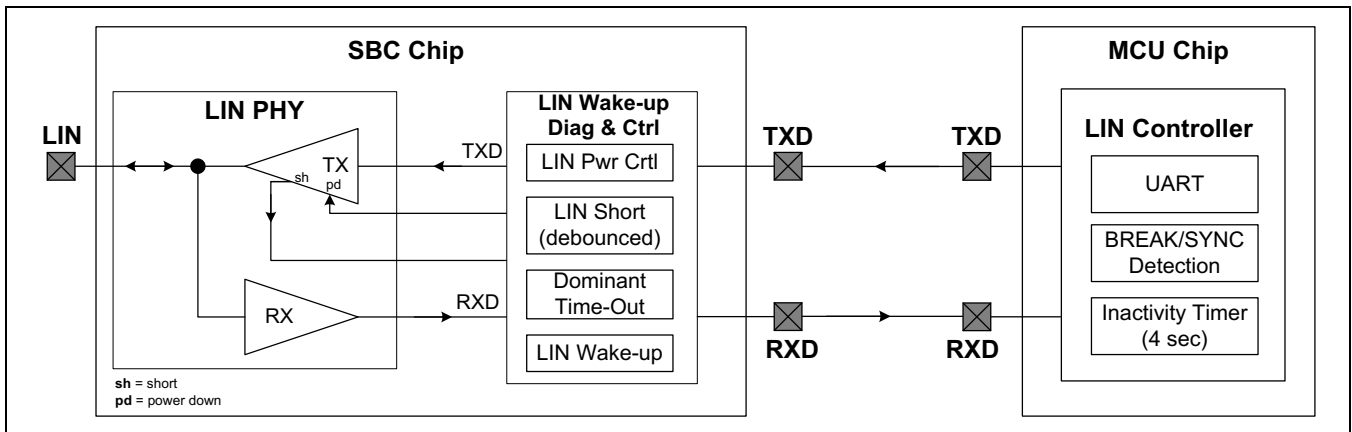 SBC Chip
MCU Chip
LIN PHY
LIN
TX
sh
pd
RX
TXD
RXD
sh = short
pd = power down
LIN Wake-up
Diag & Ctrl
LIN Pwr Crtl
LIN Short
(debounced)
Dominant
Time-Out
LIN Wake-up
TXD
TXD
RXD
RXD
LIN Controller
UART
BREAK/SYNC
Detection
Inactivity Timer
(4 sec)